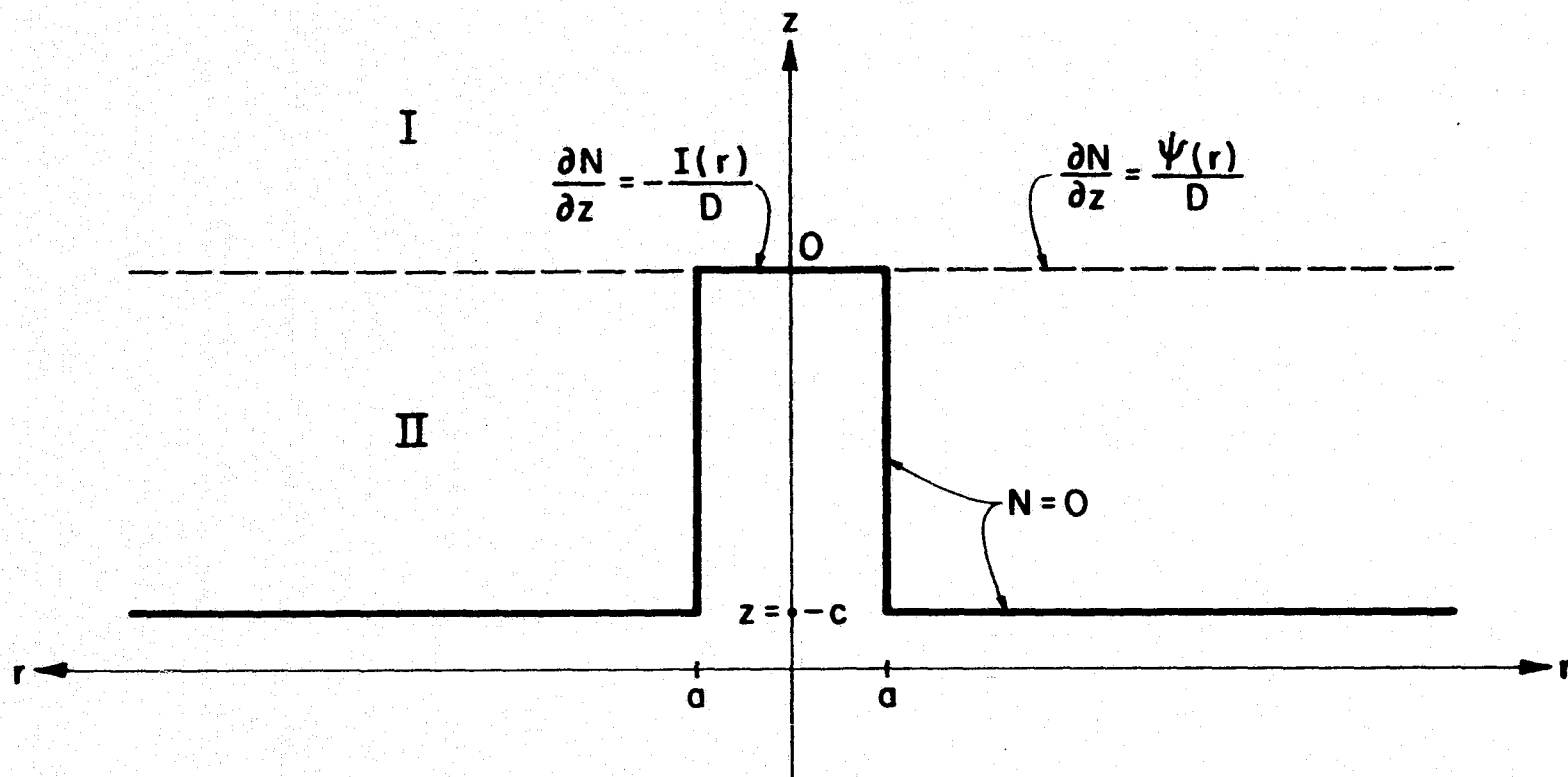 z
I
∂N/∂z = - I(r)/D
∂N/∂z = ψ(r)/D
O
II
N = O
z = -c
r
r
a
a